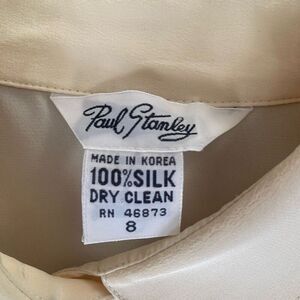 Paul Stanley
MADE IN KOREA
100% SILK
DRY CLEAN
RN 46873
8